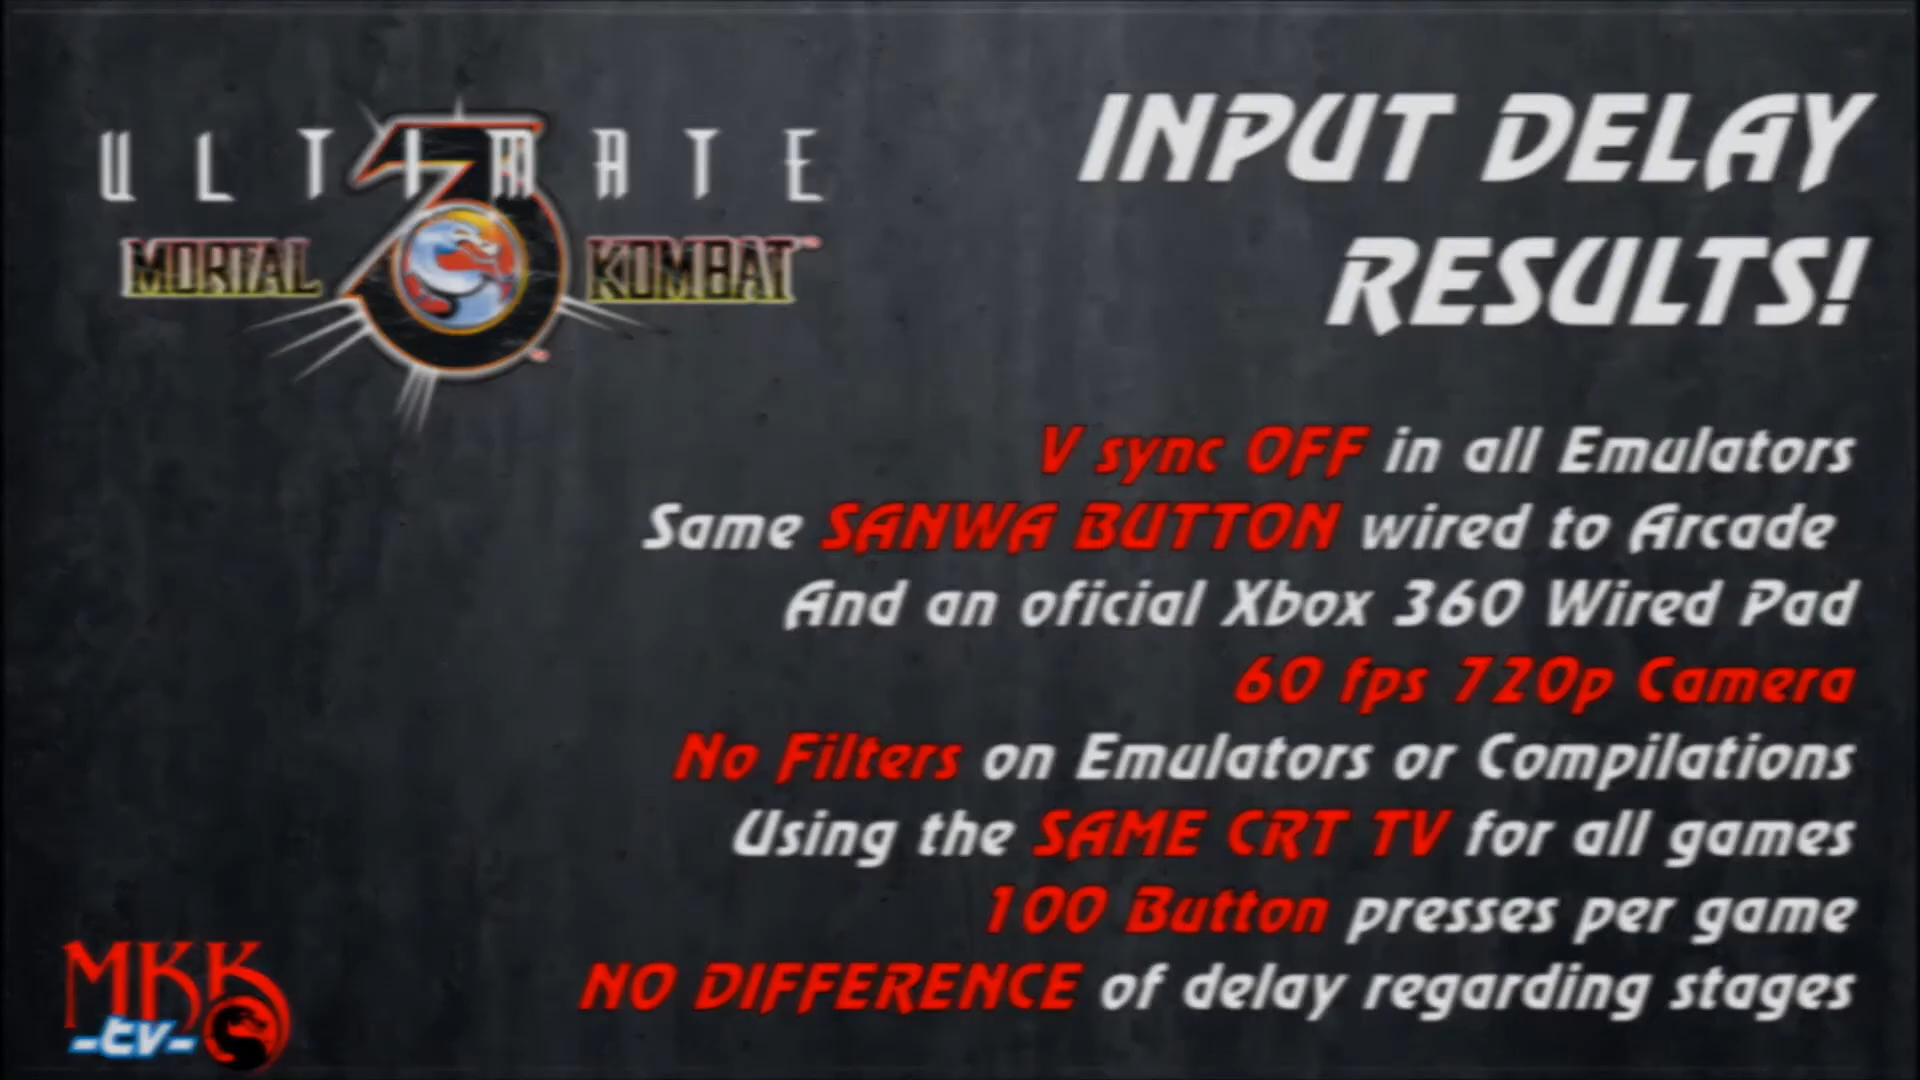 ULTIMATE
MORTAL KOMBAT™
3
INPUT DELAY
RESULTS!
V sync OFF in all Emulators
Same SANWA BUTTON wired to Arcade
And an oficial Xbox 360 Wired Pad
60 fps 720p Camera
No Filters on Emulators or Compilations
Using the SAME CRT TV for all games
100 Button presses per game
NO DIFFERENCE of delay regarding stages
MKK
-tv-